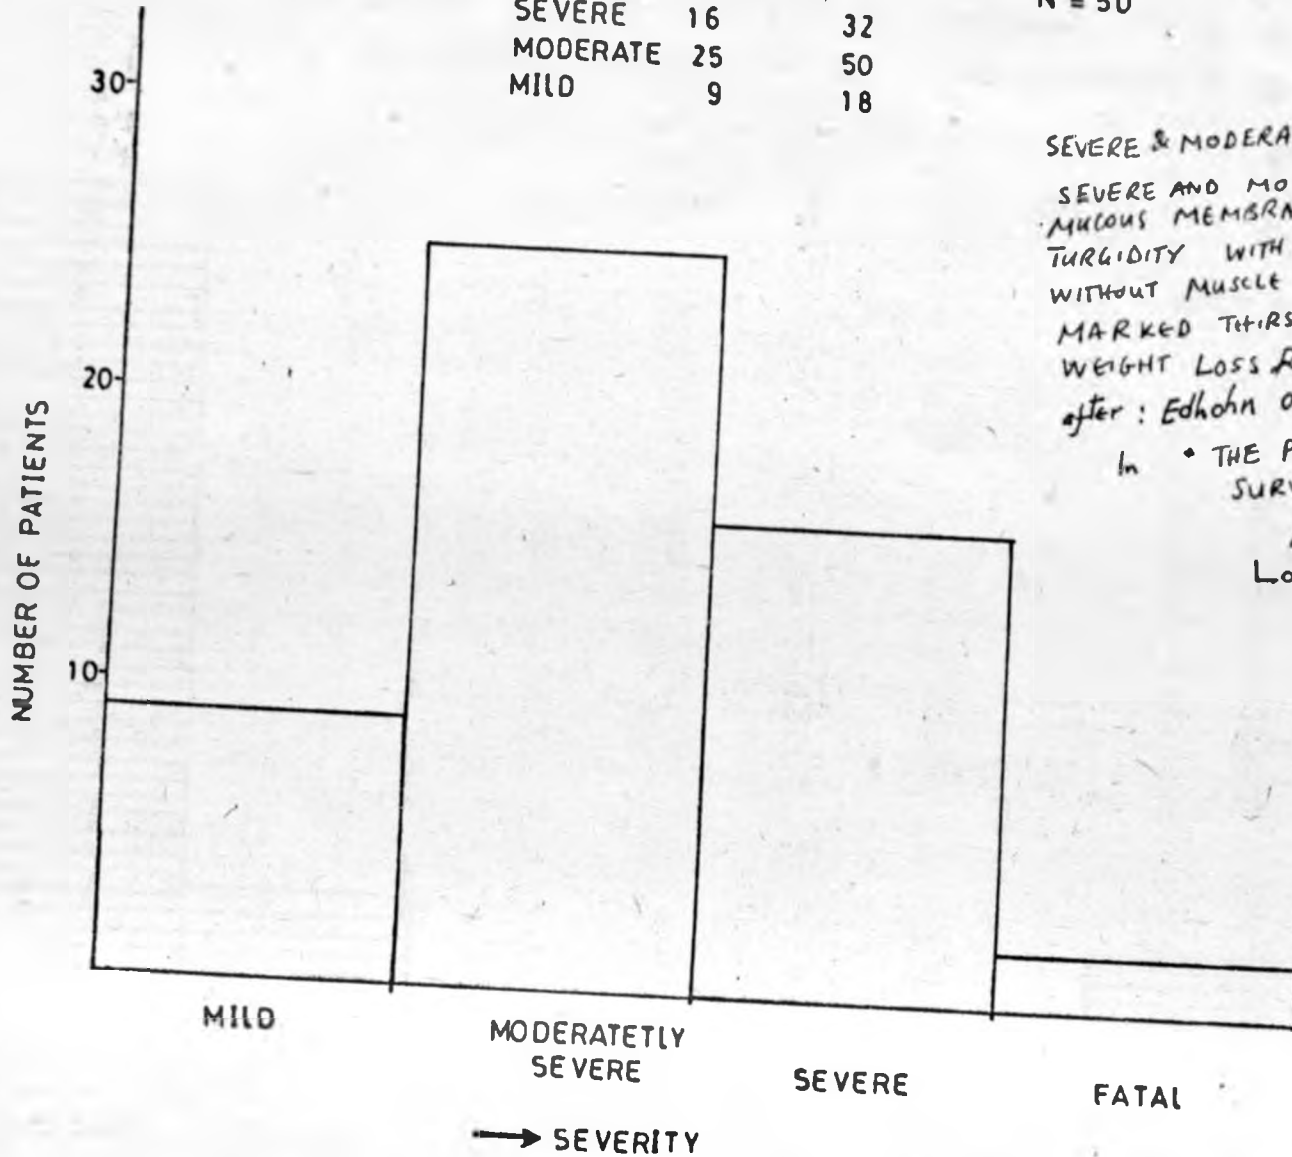 SEVERE 16 32
MODERATE 25 50
MILD 9 18
N = 50
SEVERE & MODERA
SEVERE AND MO
MUCOUS MEMBRA
TURGIDITY WITH
WITHOUT MUSCLE
MARKED THIRS
WEIGHT LOSS
after : Edhohn
In • THE
SURV
Lo
30
20
10
NUMBER OF PATIENTS
MILD
MODERATETLY
SEVERE
SEVERE
FATAL
→ SEVERITY